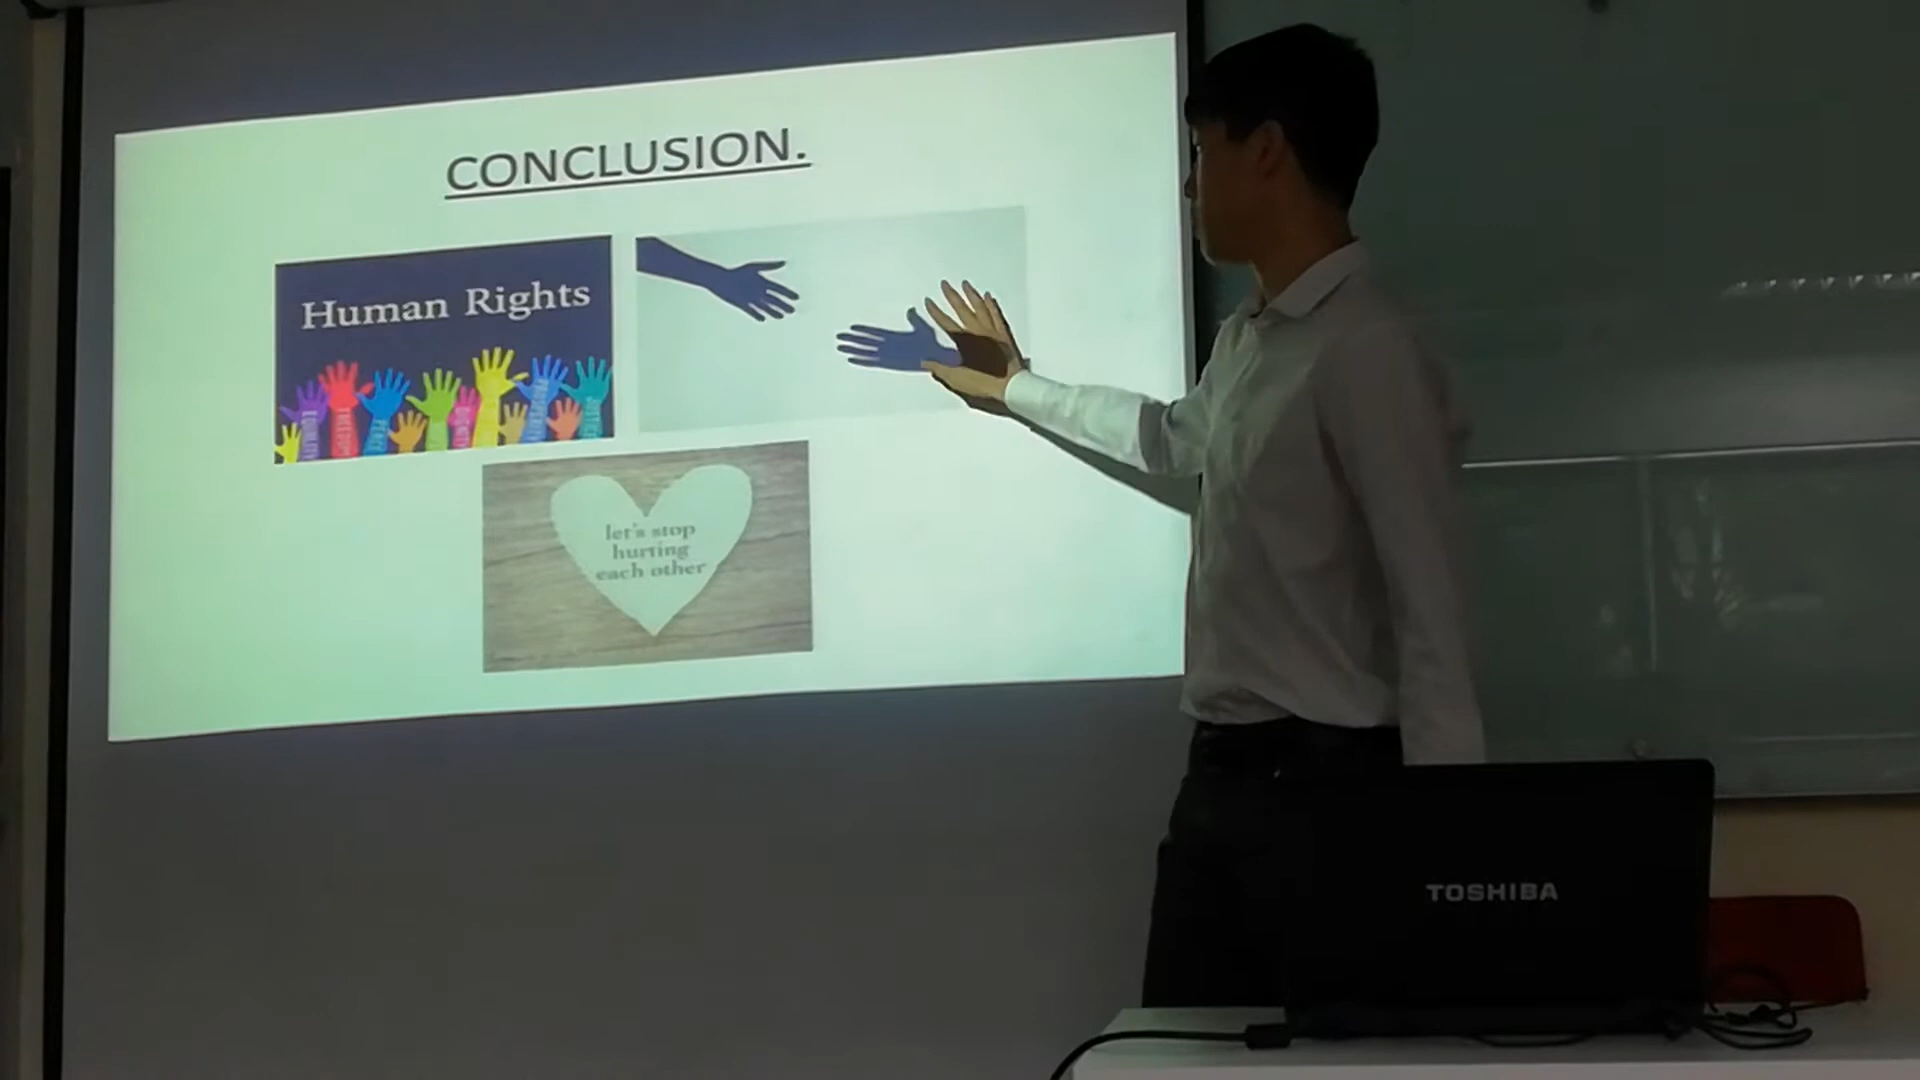 CONCLUSION.
Human Rights
let's stop
hurting
each other
TOSHIBA